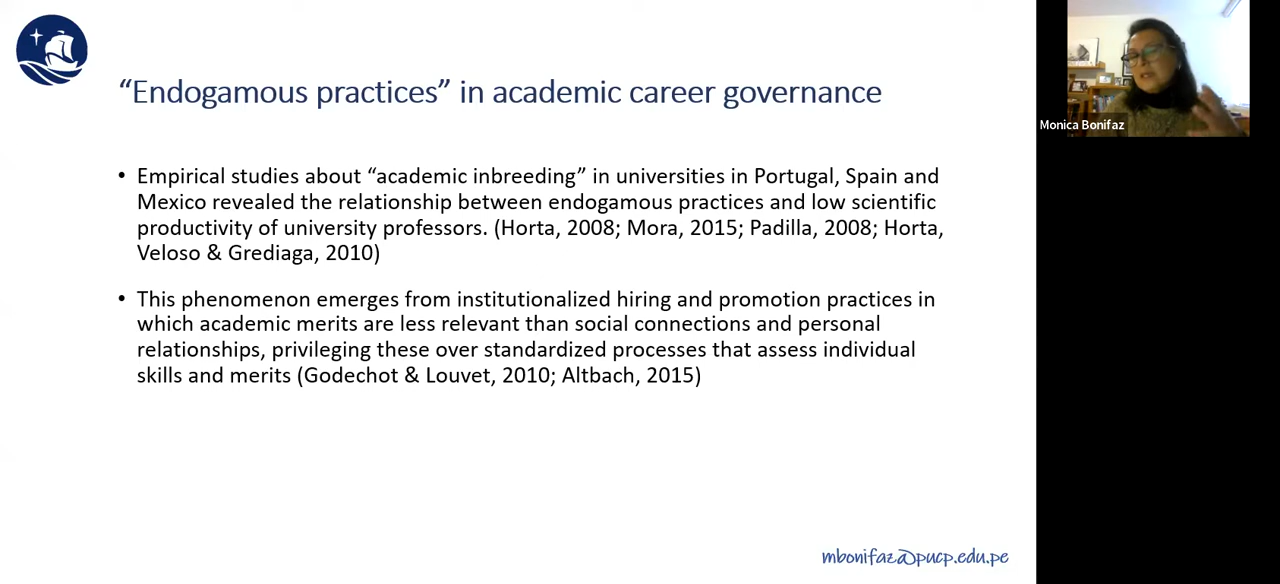 “Endogamous practices” in academic career governance
• Empirical studies about “academic inbreeding” in universities in Portugal, Spain and
Mexico revealed the relationship between endogamous practices and low scientific
productivity of university professors. (Horta, 2008; Mora, 2015; Padilla, 2008; Horta,
Veloso & Grediaga, 2010)
• This phenomenon emerges from institutionalized hiring and promotion practices in
which academic merits are less relevant than social connections and personal
relationships, privileging these over standardized processes that assess individual
skills and merits (Godechot & Louvet, 2010; Altbach, 2015)
mbonifaz@pucp.edu.pe
Monica Bonifaz